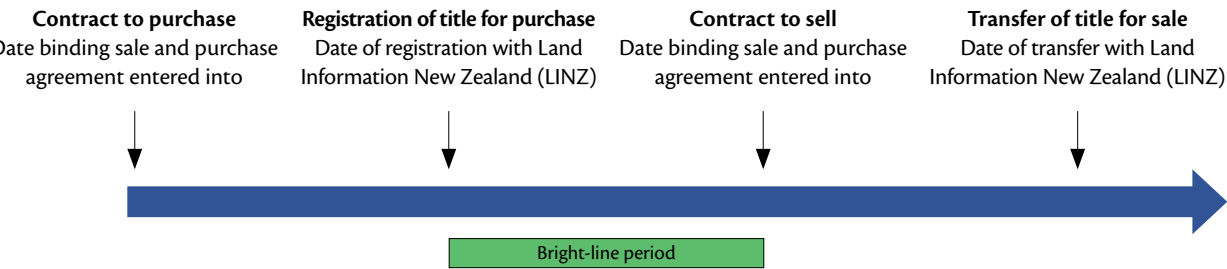 Contract to purchase
Date binding sale and purchase
agreement entered into
Registration of title for purchase
Date of registration with Land
Information New Zealand (LINZ)
Contract to sell
Date binding sale and purchase
agreement entered into
Transfer of title for sale
Date of transfer with Land
Information New Zealand (LINZ)
Bright-line period